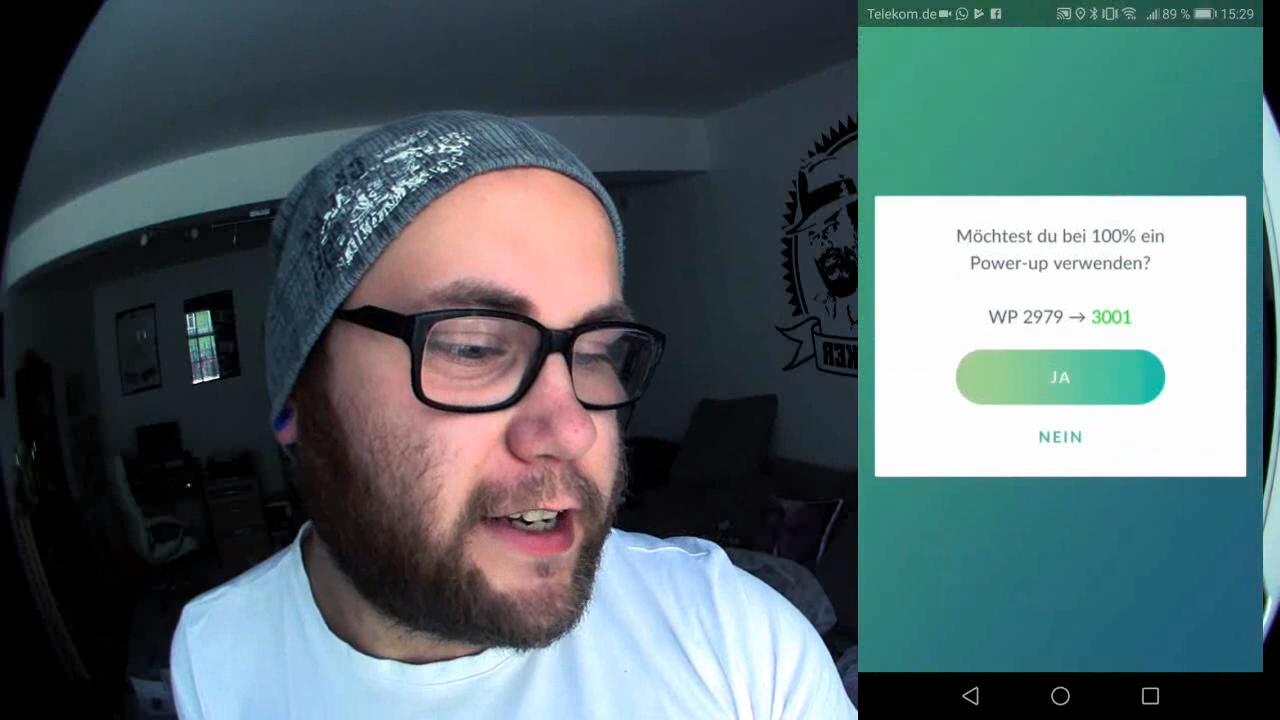 Telekom.de
89 %
15:29
Möchtest du bei 100% ein
Power-up verwenden?
WP 2979 → 3001
JA
NEIN